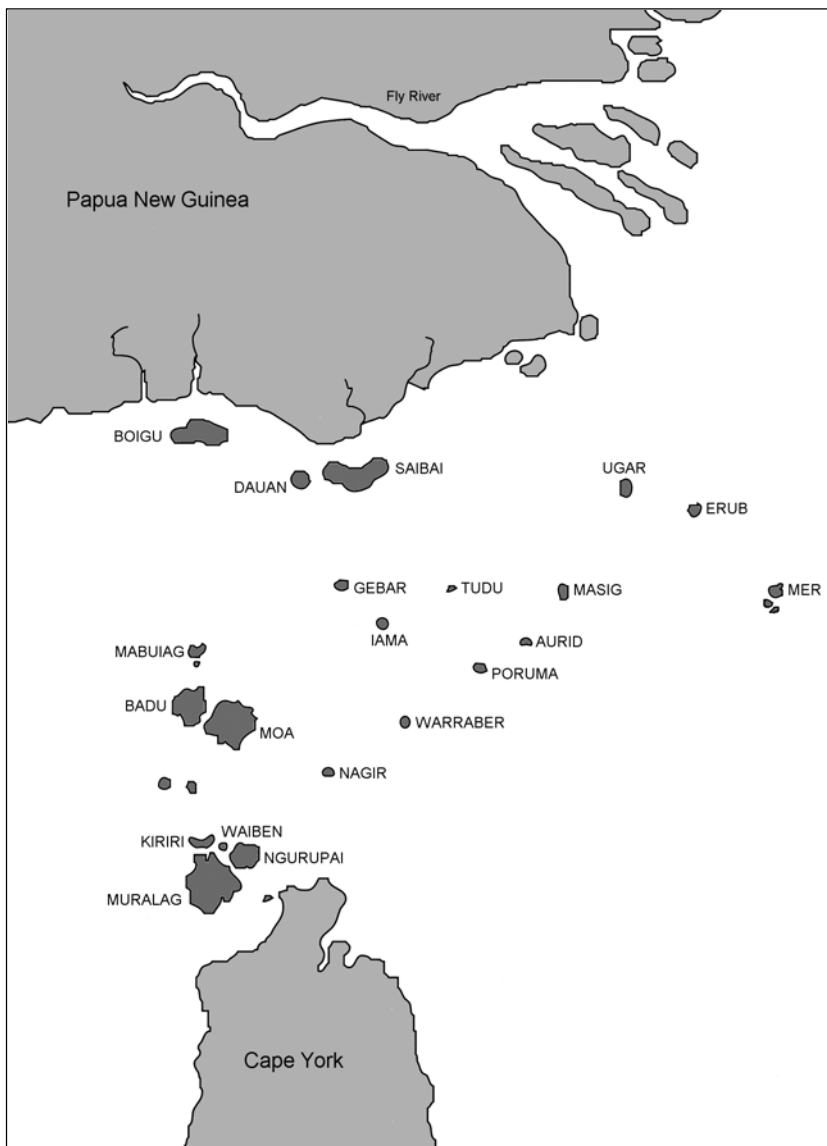 Fly River
Papua New Guinea
BOIGU
SAIBAI
DAUAN
UGAR
ERUB
GEBAR
TUDU
MASIG
MER
IAMA
AURID
MABUIAG
PORUMA
BADU
WARRABER
MOA
NAGIR
KIRIRI
WAIBEN
NGURUPAI
MURALAG
Cape York